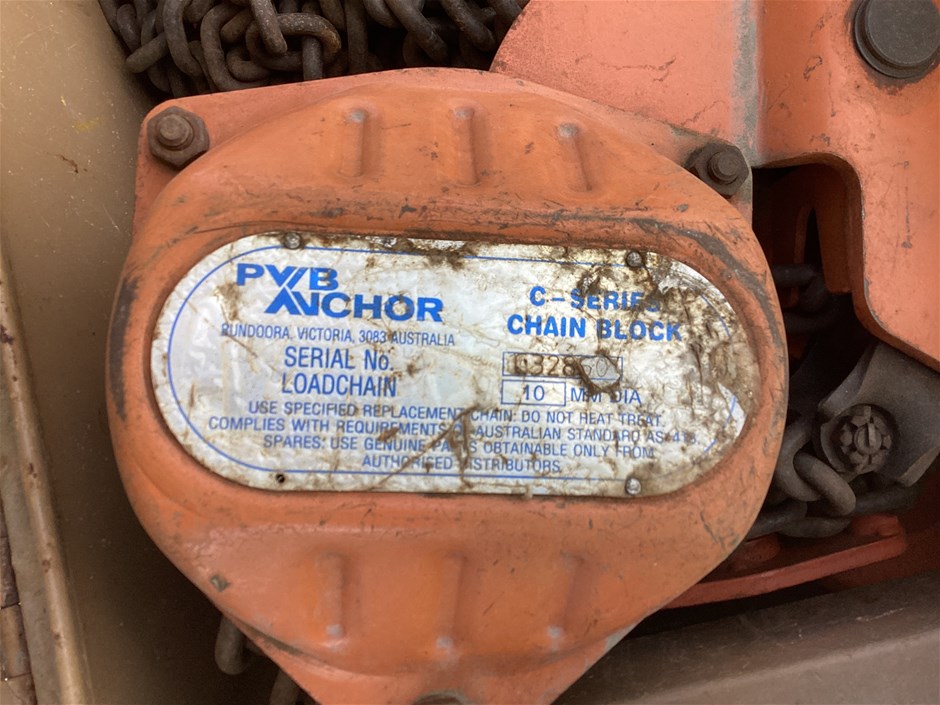 PWB
ANCHOR
BUNDOORA, VICTORIA, 3083 AUSTRALIA
C-SERIES
CHAIN BLOCK
SERIAL No.
LOADCHAIN 10 MM DIA
USE SPECIFIED REPLACEMENT CHAIN: DO NOT HEAT TREAT.
COMPLIES WITH REQUIREMENTS OF AUSTRALIAN STANDARD
SPARES: USE GENUINE PARTS OBTAINABLE ONLY FROM
AUTHORISED DISTRIBUTORS